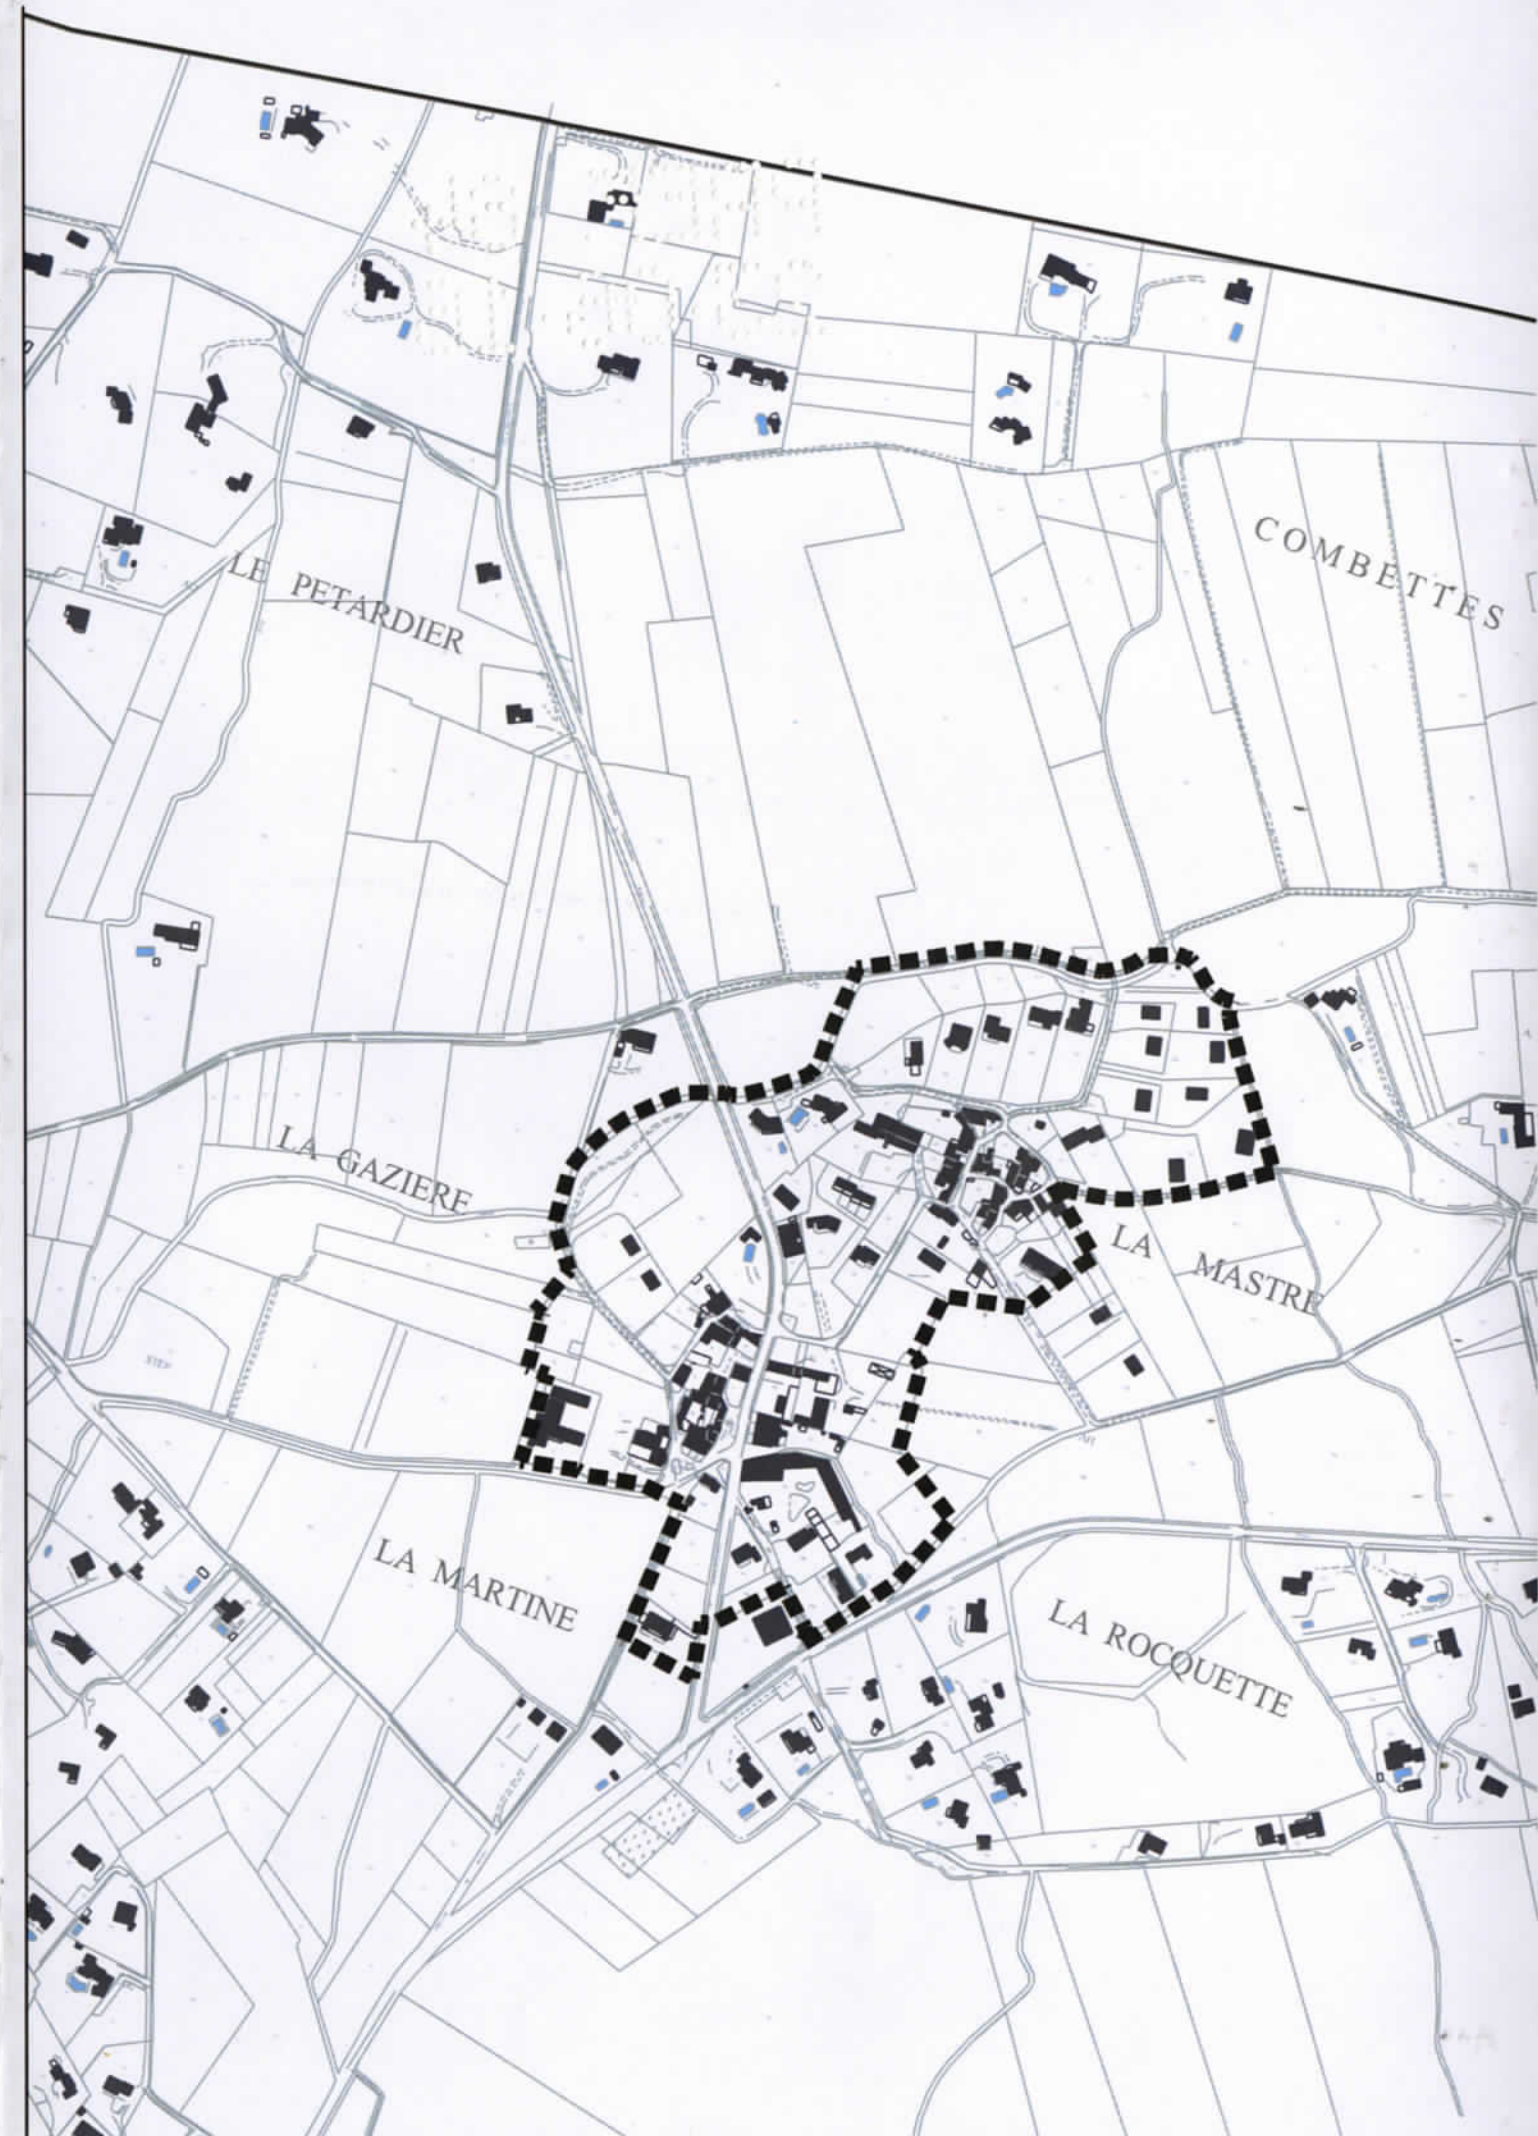 COMBETTES
LE PETARDIER
LA GAZIERE
LA MASTRE
LA MARTINE
LA ROCQUETTE